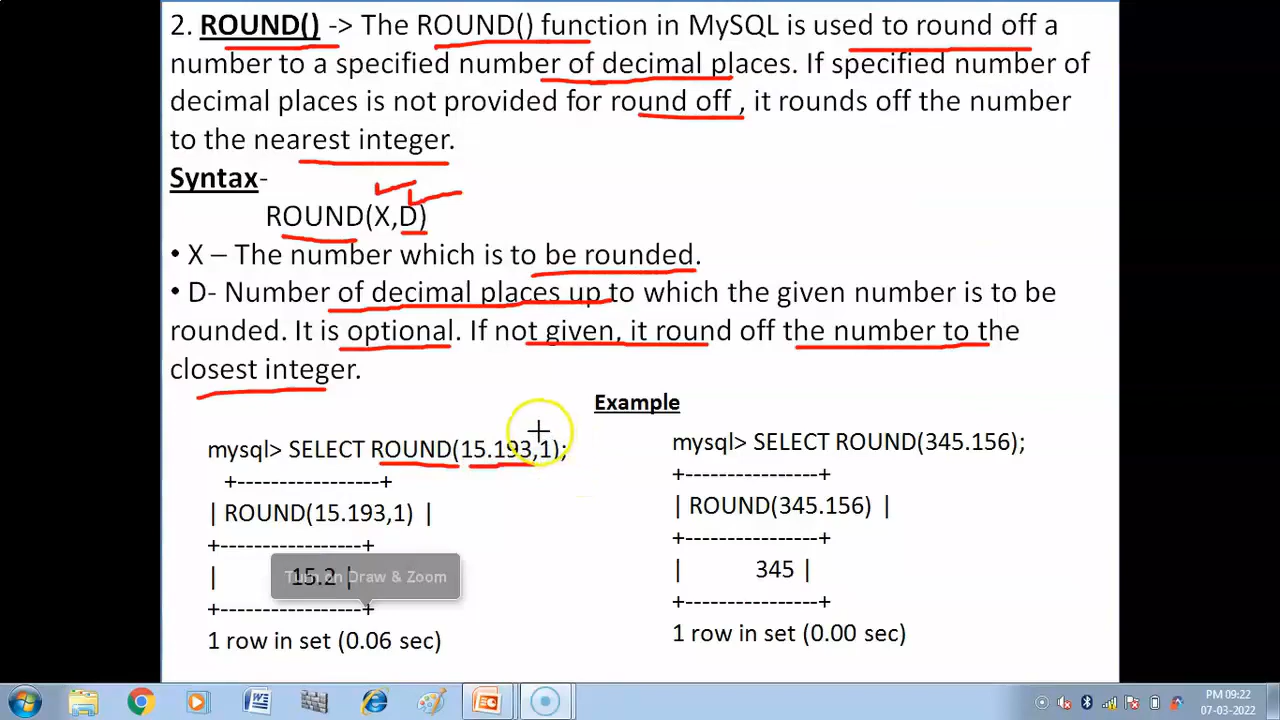 2. ROUND() -> The ROUND() function in MySQL is used to round off a
number to a specified number of decimal places. If specified number of
decimal places is not provided for round off , it rounds off the number
to the nearest integer.
Syntax-
ROUND(X,D)
• X – The number which is to be rounded.
• D- Number of decimal places up to which the given number is to be
rounded. It is optional. If not given, it round off the number to the
closest integer.
Example
mysql> SELECT ROUND(15.193,1);
+-----------------+
| ROUND(15.193,1) |
+-----------------+
| 15.2 |
Turn on Draw & Zoom
+-----------------+
1 row in set (0.06 sec)
mysql> SELECT ROUND(345.156);
+----------------+
| ROUND(345.156) |
+----------------+
| 345 |
+----------------+
1 row in set (0.00 sec)
PM 09:22
07-03-2022